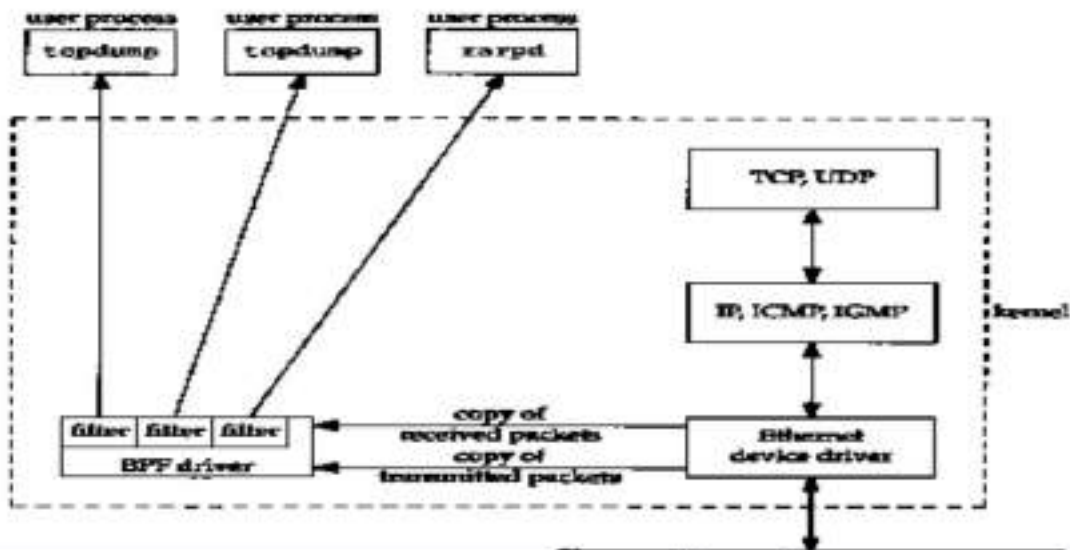 user process user process user process
tcpdump tcpdump rarpd
TCP, UDP
IP, ICMP, IGMP
kernel
filter filter filter
BPF driver
copy of
received packets
copy of
transmitted packets
Ethernet
device driver